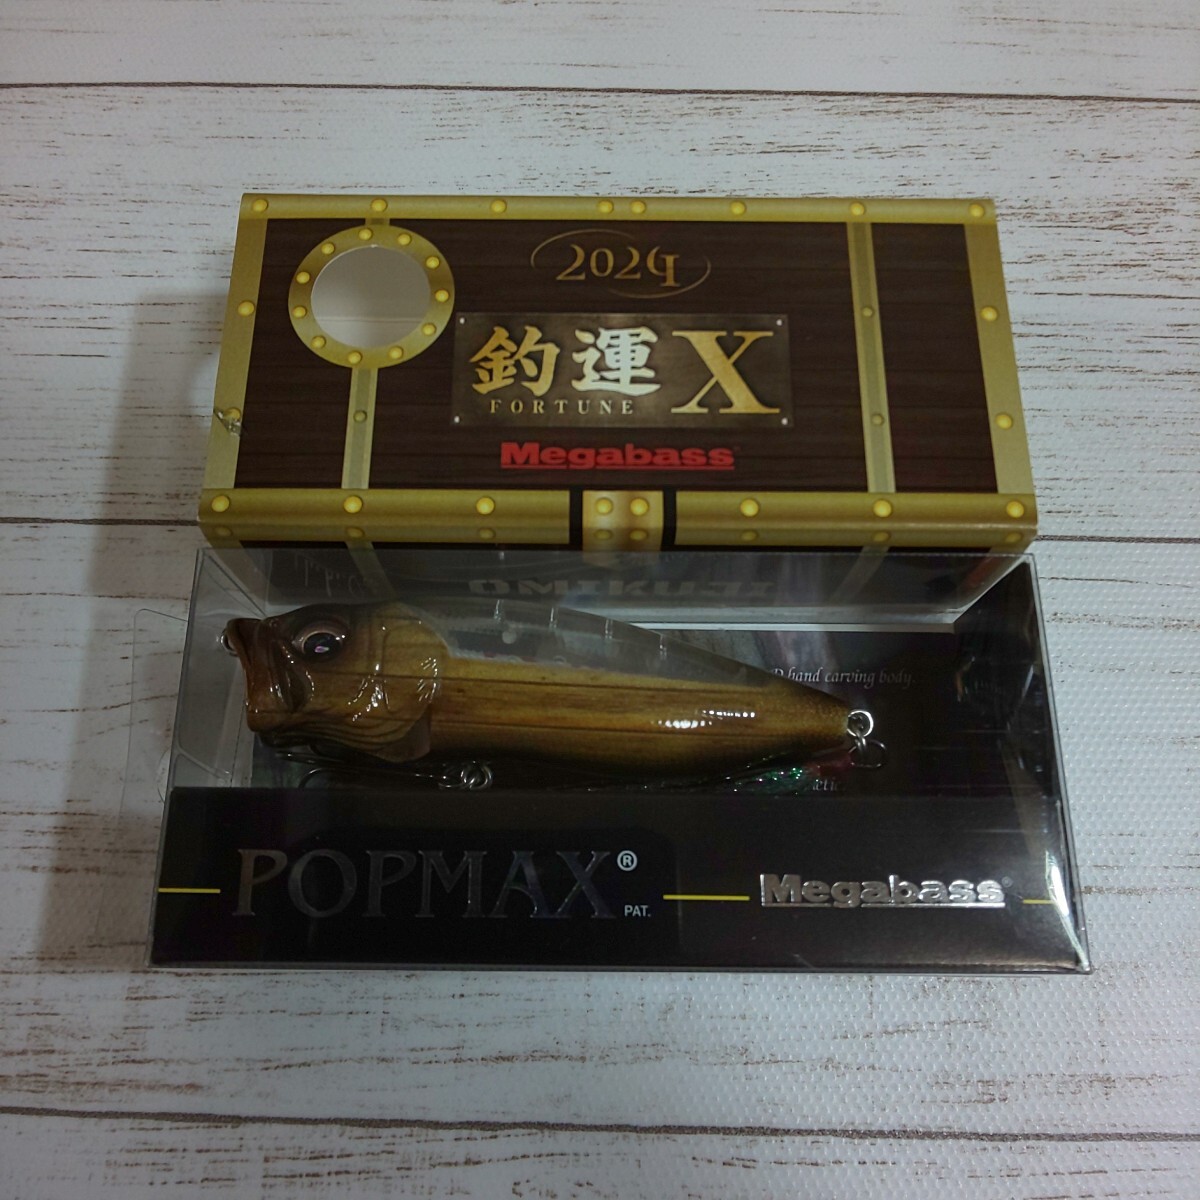 2024
釣運 X
FORTUNE
Megabass
OMIKUJI
D hand carving body.
POPMAX®
PAT.
Megabass